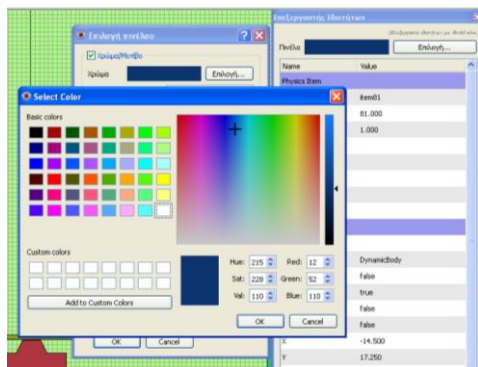 Επεξεργαστής Ιδιοτήτων
Επιλογή πινέλου
Πινέλο
Επιλογή...
Χρώμα/Μοτίβο
Χρώμα
Επιλογή...
Name
Value
Physics Item
Select Color
Basic colors
item81
81.000
1.000
Custom colors
Hue: 215
Red: 12
Sat: 228
Green: 52
Val: 110
Blue: 110
Add to Custom Colors
OK
Cancel
DynamicBody
false
true
false
false
OK
Cancel
X
-14.500
Y
17.250